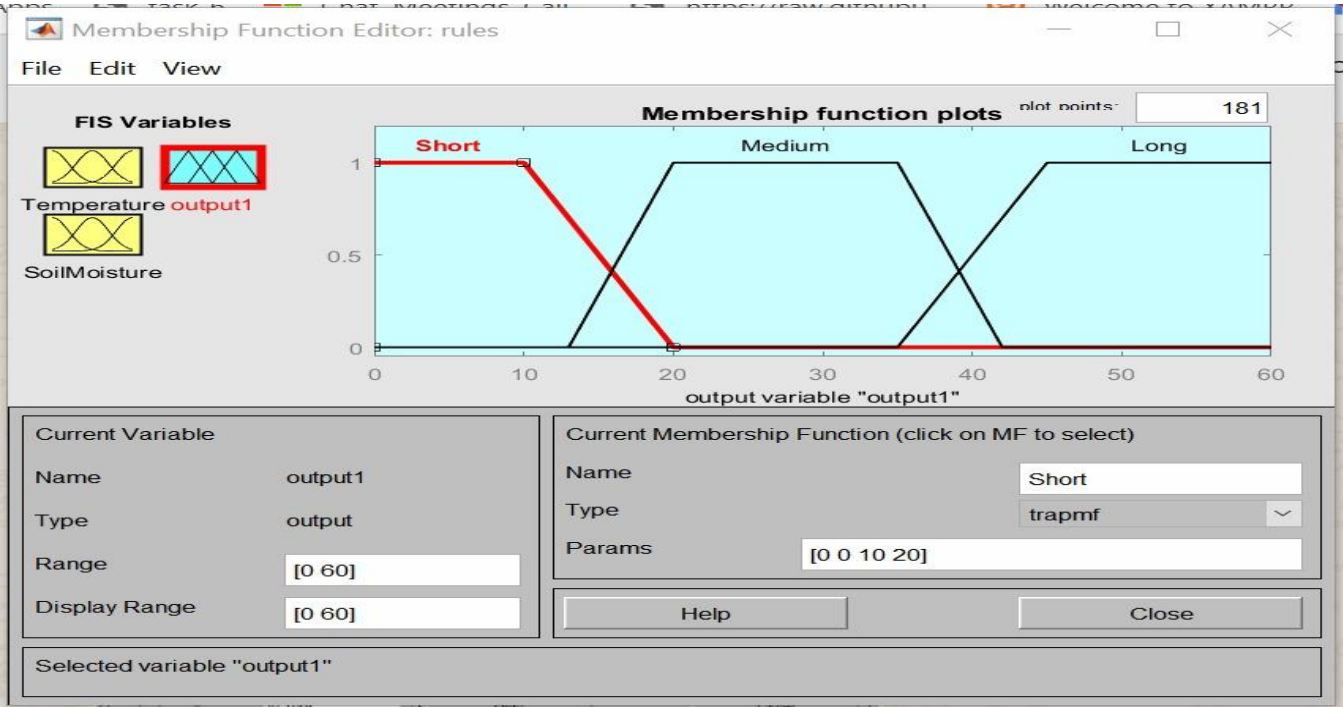 Membership Function Editor: rules
File Edit View
FIS Variables
Temperature output1
SoilMoisture
Membership function plots plot points: 181
Short Medium Long
1
0.5
0
0 10 20 30 40 50 60
output variable "output1"
Current Variable
Name output1
Type output
Range [0 60]
Display Range [0 60]
Current Membership Function (click on MF to select)
Name Short
Type trapmf
Params [0 0 10 20]
Help Close
Selected variable "output1"